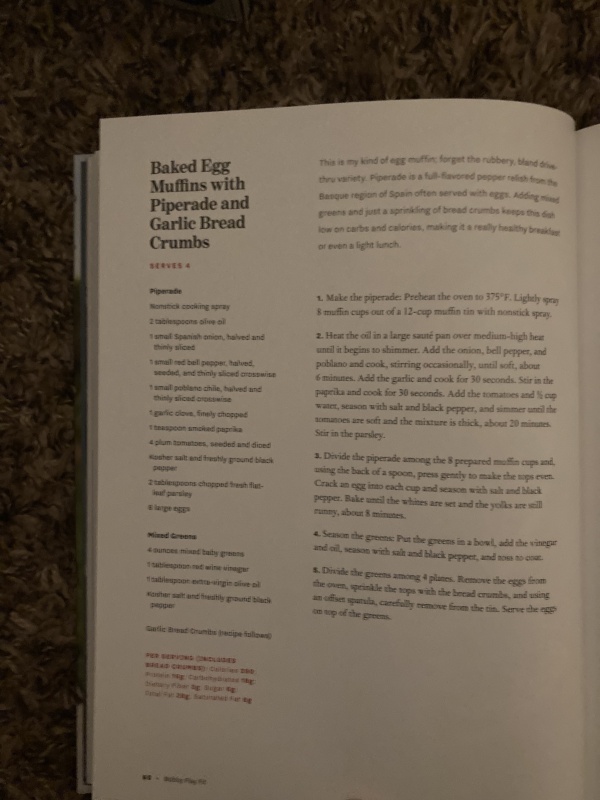 Baked Egg
Muffins with
Piperade and
Garlic Bread
Crumbs
SERVES 4
Piperade
Nonstick cooking spray
2 tablespoons olive oil
1 small Spanish onion, halved and
thinly sliced
1 small red bell pepper, halved,
seeded, and thinly sliced crosswise
1 small poblano chile, halved and
thinly sliced crosswise
1 garlic clove, finely chopped
1 teaspoon smoked paprika
4 plum tomatoes, seeded and diced
Kosher salt and freshly ground black
pepper
2 tablespoons chopped fresh flat-
leaf parsley
8 large eggs
Mixed Greens
4 ounces mixed baby greens
1 tablespoon red wine vinegar
1 tablespoon extra-virgin olive oil
Kosher salt and freshly ground black
pepper
Garlic Bread Crumbs (recipe follows)
PER SERVING (INCLUDES
BREAD CRUMBS): Calories
Protein Carbohydrates
Dietary Fiber Sugar
Total Fat Saturated Fat
This is my kind of egg muffin; forget the rubbery, bland drive-
thru variety. Piperade is a full-flavored pepper relish from the
Basque region of Spain often served with eggs. Adding mixed
greens and just a sprinkling of bread crumbs keeps this dish
low on carbs and calories, making it a really healthy breakfast
or even a light lunch.
1. Make the piperade: Preheat the oven to 375°F. Lightly spray
8 muffin cups out of a 12-cup muffin tin with nonstick spray.
2. Heat the oil in a large sauté pan over medium-high heat
until it begins to shimmer. Add the onion, bell pepper, and
poblano and cook, stirring occasionally, until soft, about
6 minutes. Add the garlic and cook for 30 seconds. Stir in the
paprika and cook for 30 seconds. Add the tomatoes and ½ cup
water, season with salt and black pepper, and simmer until the
tomatoes are soft and the mixture is thick, about 20 minutes.
Stir in the parsley.
3. Divide the piperade among the 8 prepared muffin cups and,
using the back of a spoon, press gently to make the tops even.
Crack an egg into each cup and season with salt and black
pepper. Bake until the whites are set and the yolks are still
runny, about 8 minutes.
4. Season the greens: Put the greens in a bowl, add the vinegar
and oil, season with salt and black pepper, and toss to coat.
5. Divide the greens among 4 plates. Remove the eggs from
the oven, sprinkle the tops with the bread crumbs, and using
an offset spatula, carefully remove from the tin. Serve the eggs
on top of the greens.
Bobby Flay Fit